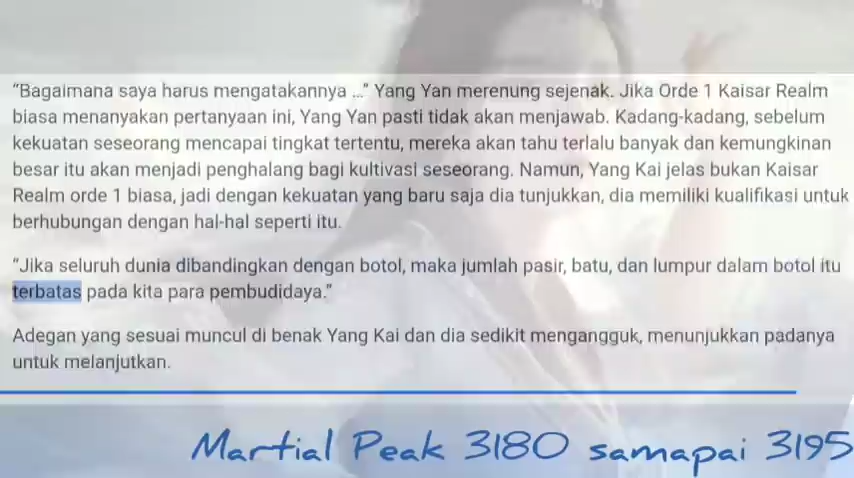 “Bagaimana saya harus mengatakannya ...” Yang Yan merenung sejenak. Jika Orde 1 Kaisar Realm
biasa menanyakan pertanyaan ini, Yang Yan pasti tidak akan menjawab. Kadang-kadang, sebelum
kekuatan seseorang mencapai tingkat tertentu, mereka akan tahu terlalu banyak dan kemungkinan
besar itu akan menjadi penghalang bagi kultivasi seseorang. Namun, Yang Kai jelas bukan Kaisar
Realm orde 1 biasa, jadi dengan kekuatan yang baru saja dia tunjukkan, dia memiliki kualifikasi untuk
berhubungan dengan hal-hal seperti itu.
“Jika seluruh dunia dibandingkan dengan botol, maka jumlah pasir, batu, dan lumpur dalam botol itu
terbatas pada kita para pembudidaya.”
Adegan yang sesuai muncul di benak Yang Kai dan dia sedikit mengangguk, menunjukkan padanya
untuk melanjutkan.
Martial Peak 3180 samapai 3195